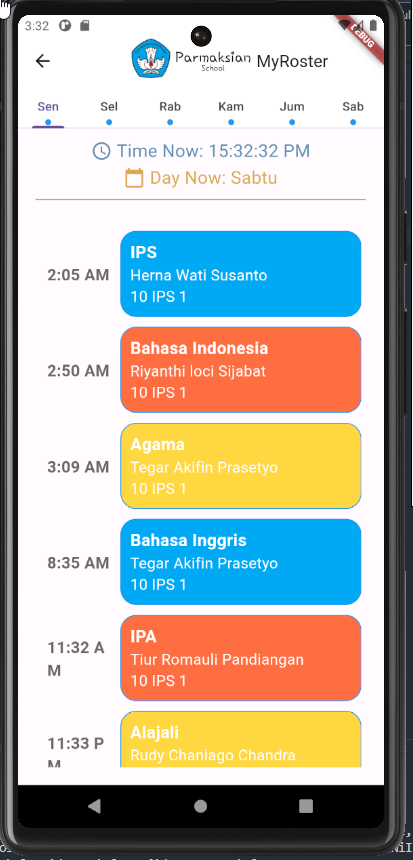 3:32
DEBUG
Parmaksian
School
MyRoster
Sen Sel Rab Kam Jum Sab
Time Now: 15:32:32 PM
Day Now: Sabtu
IPS
2:05 AM Herna Wati Susanto
10 IPS 1
Bahasa Indonesia
2:50 AM Riyanthi loci Sijabat
10 IPS 1
Agama
3:09 AM Tegar Akifin Prasetyo
10 IPS 1
Bahasa Inggris
8:35 AM Tegar Akifin Prasetyo
10 IPS 1
IPA
11:32 A
M
Tiur Romauli Pandiangan
10 IPS 1
Alajali
11:33 P
M
Rudy Chaniago Chandra